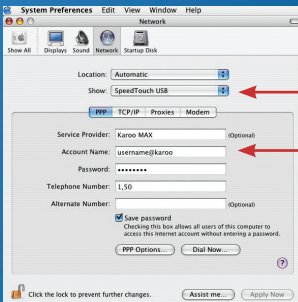 System Preferences Edit View Window Help
Network
Show All Displays Sound Network Startup Disk
Location: Automatic
Show: SpeedTouch USB
PPP TCP/IP Proxies Modem
Service Provider: Karoo MAX (Optional)
Account Name: username@karoo
Password: ••••••••
Telephone Number: 1,50
Alternate Number: (Optional)
Save password
Checking this box allows all users of this computer to
access this Internet account without entering a password.
PPP Options... Dial Now...
?
Click the lock to prevent further changes. Assist me... Apply Now